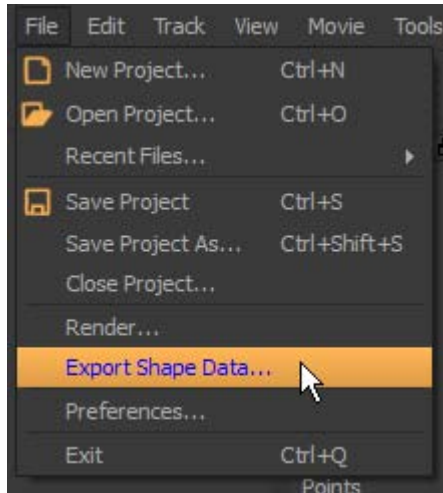 File Edit Track View Movie Tools
New Project... Ctrl+N
Open Project... Ctrl+O
Recent Files...
Save Project Ctrl+S
Save Project As... Ctrl+Shift+S
Close Project...
Render...
Export Shape Data...
Preferences...
Exit Ctrl+Q
Points